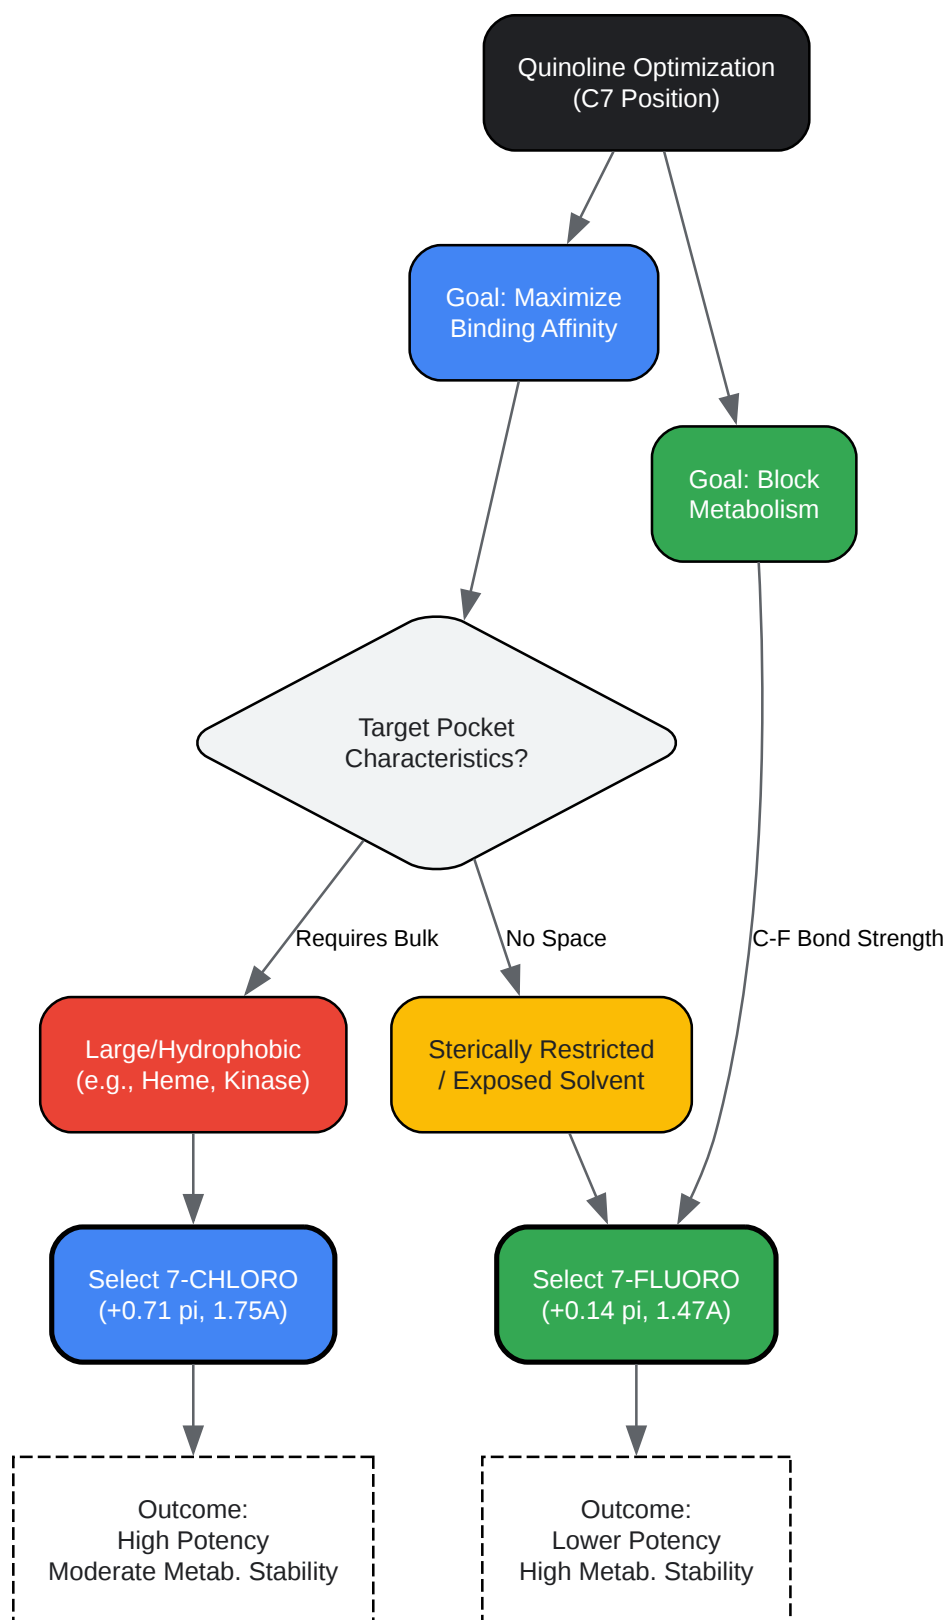 Quinoline Optimization
(C7 Position)
Goal: Maximize
Binding Affinity
Goal: Block
Metabolism
Target Pocket
Characteristics?
Requires Bulk
No Space
C-F Bond Strength
Large/Hydrophobic
(e.g., Heme, Kinase)
Sterically Restricted
/ Exposed Solvent
Select 7-CHLORO
(+0.71 pi, 1.75A)
Select 7-FLUORO
(+0.14 pi, 1.47A)
Outcome:
High Potency
Moderate Metab. Stability
Outcome:
Lower Potency
High Metab. Stability